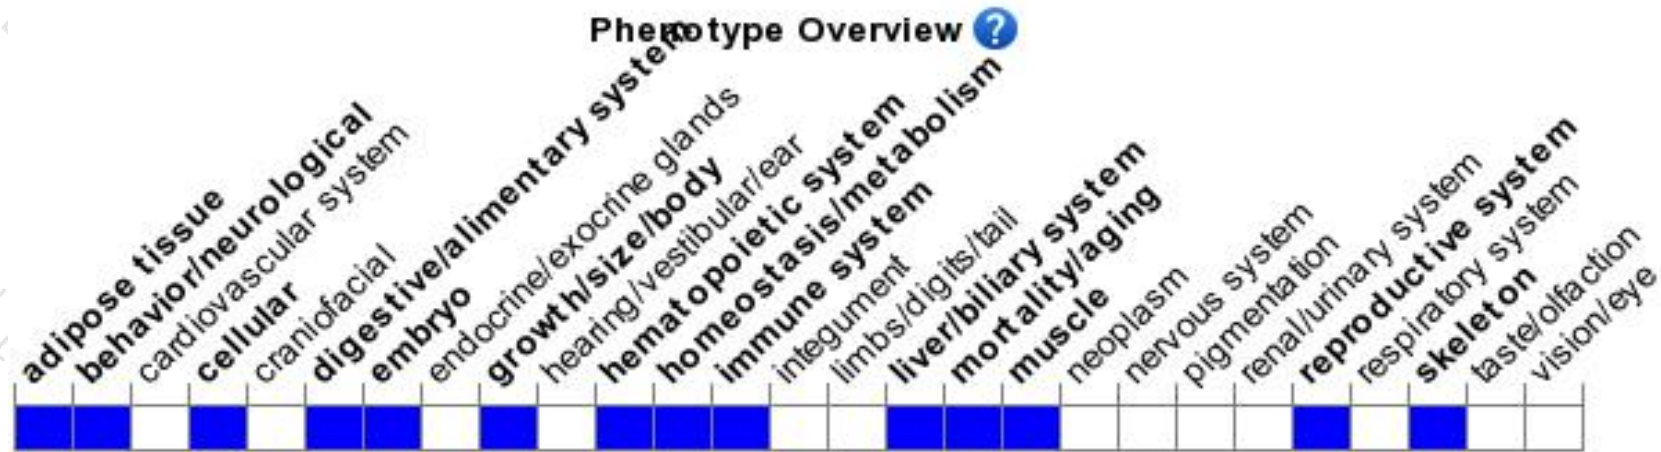 Phenotype Overview ?
adipose tissue
behavior/neurological
cardiovascular system
cellular
craniofacial
digestive/alimentary system
embryo
endocrine/exocrine glands
growth/size/body
hearing/vestibular/ear
hematopoietic system
homeostasis/metabolism
immune system
integument
limbs/digits/tail
liver/biliary system
mortality/aging
muscle
neoplasm
nervous system
pigmentation
renal/urinary system
reproductive system
respiratory system
skeleton
taste/olfaction
vision/eye